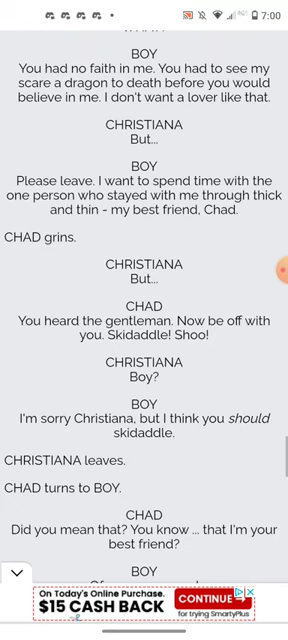 7:00
BOY
You had no faith in me. You had to see my
scare a dragon to death before you would
believe in me. I don't want a lover like that.
CHRISTIANA
But...
BOY
Please leave. I want to spend time with the
one person who stayed with me through thick
and thin - my best friend, Chad.
CHAD grins.
CHRISTIANA
But...
CHAD
You heard the gentleman. Now be off with
you. Skidaddle! Shoo!
CHRISTIANA
Boy?
BOY
I'm sorry Christiana, but I think you should
skidaddle.
CHRISTIANA leaves.
CHAD turns to BOY.
CHAD
Did you mean that? You know ... that I'm your
best friend?
BOY
On Today's Online Purchase.
$15 CASH BACK
CONTINUE
for trying SmartyPlus